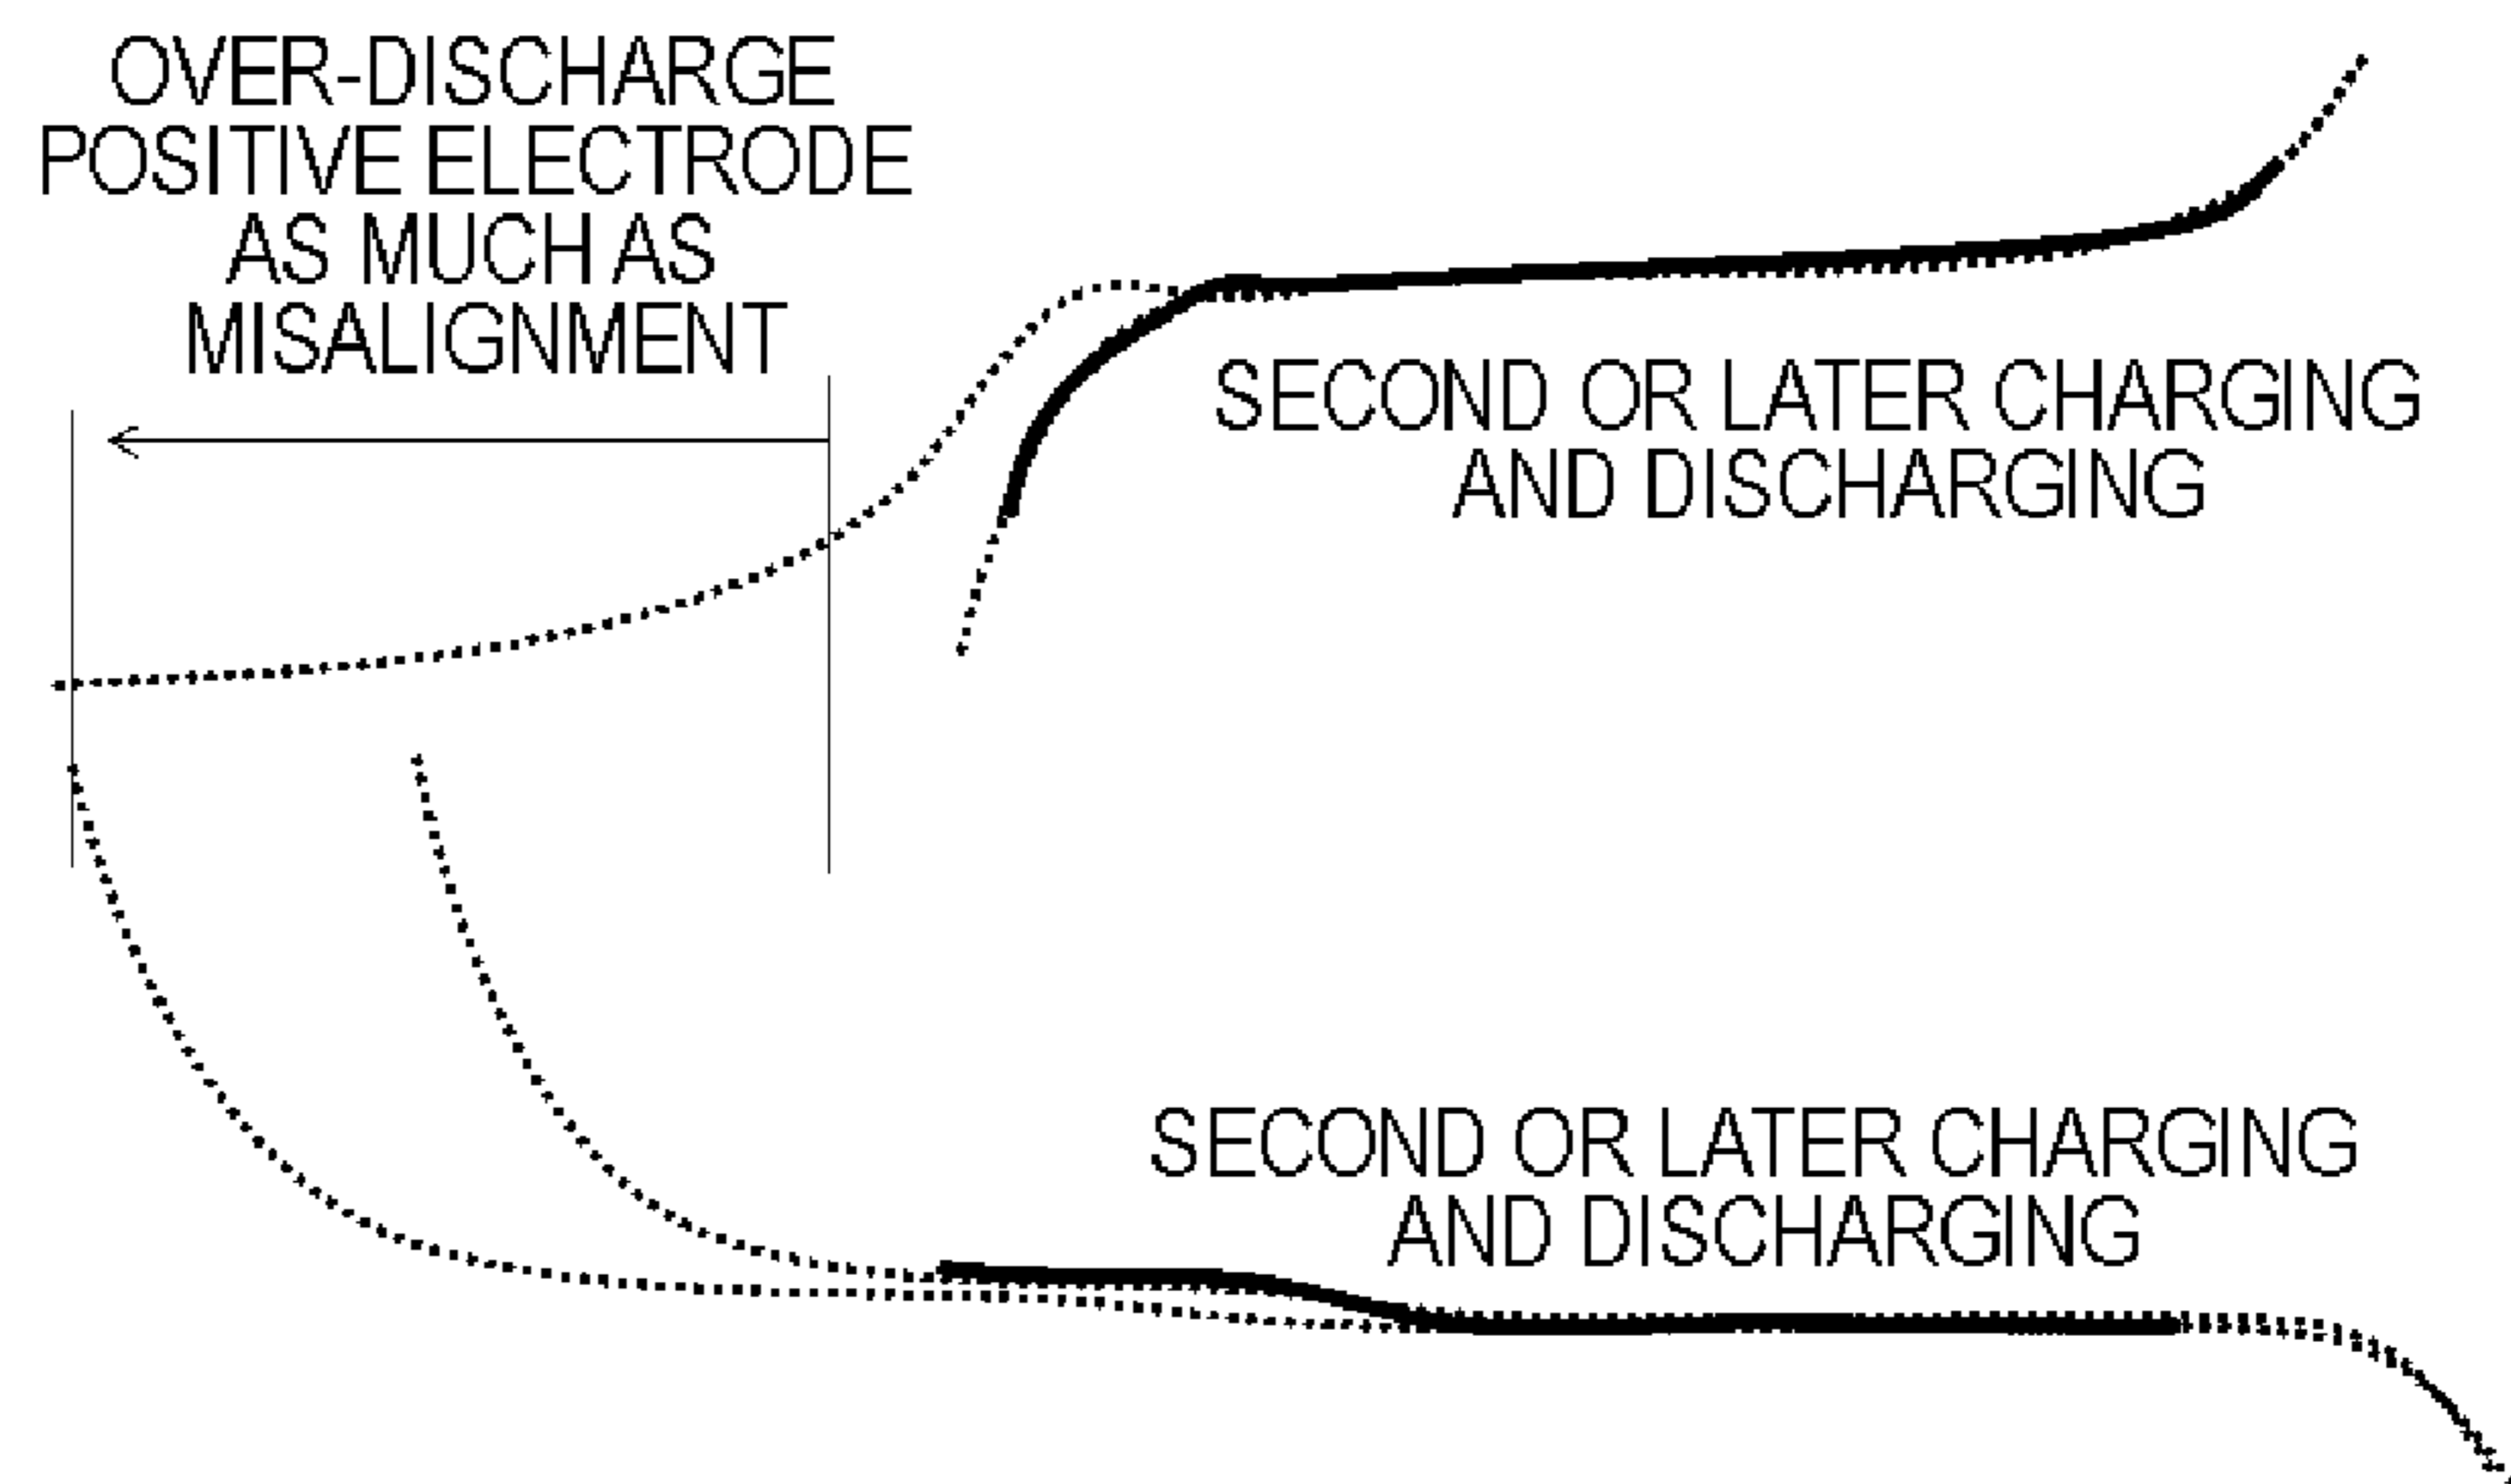 OVER-DISCHARGE
POSITIVE ELECTRODE
AS MUCH AS
MISALIGNMENT
SECOND OR LATER CHARGING
AND DISCHARGING
SECOND OR LATER CHARGING
AND DISCHARGING